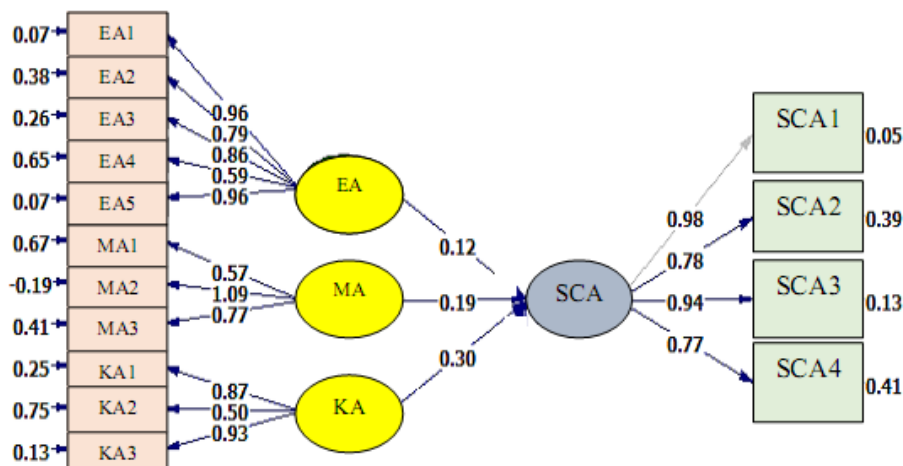 0.07 EA1
0.38 EA2
0.26 EA3
0.65 EA4
0.07 EA5
0.67 MA1
-0.19 MA2
0.41 MA3
0.25 KA1
0.75 KA2
0.13 KA3
0.96
0.79
0.86
0.59
0.96
0.57
1.09
0.77
0.87
0.50
0.93
EA
MA
KA
0.12
0.19
0.30
SCA
0.98
0.78
0.94
0.77
SCA1 0.05
SCA2 0.39
SCA3 0.13
SCA4 0.41